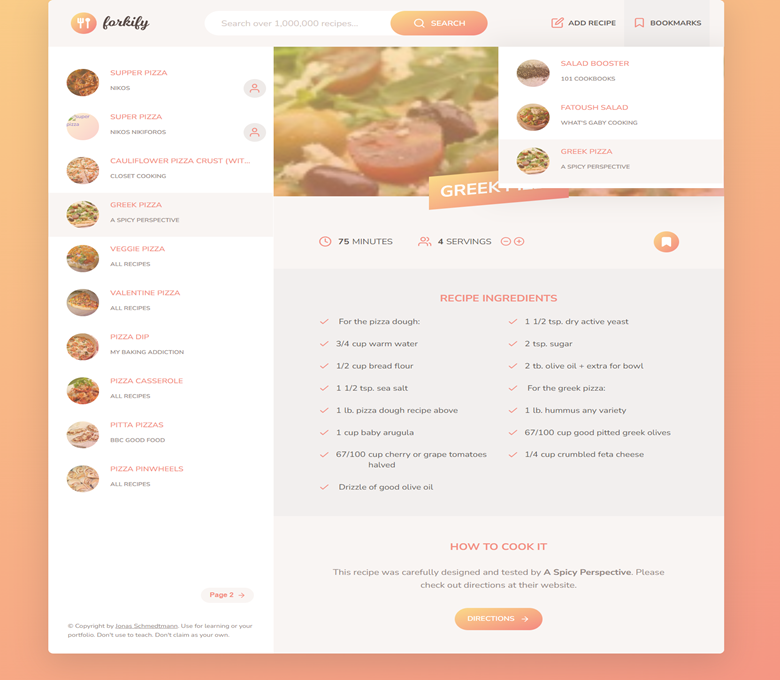 forkify
Search over 1,000,000 recipes...
SEARCH
ADD RECIPE
BOOKMARKS
SUPPER PIZZA
NIKOS
SUPER PIZZA
NIKOS NIKIFOROS
CAULIFLOWER PIZZA CRUST (WIT...
CLOSET COOKING
GREEK PIZZA
A SPICY PERSPECTIVE
VEGGIE PIZZA
ALL RECIPES
VALENTINE PIZZA
ALL RECIPES
PIZZA DIP
MY BAKING ADDICTION
PIZZA CASSEROLE
ALL RECIPES
PITTA PIZZAS
BBC GOOD FOOD
PIZZA PINWHEELS
ALL RECIPES
Page 2
© Copyright by Jonas Schmedtmann. Use for learning or your
portfolio. Don't use to teach. Don't claim as your own.
SALAD BOOSTER
101 COOKBOOKS
FATOUSH SALAD
WHAT'S GABY COOKING
GREEK PIZZA
A SPICY PERSPECTIVE
GREEK
75 MINUTES
4 SERVINGS
RECIPE INGREDIENTS
For the pizza dough:
1 1/2 tsp. dry active yeast
3/4 cup warm water
2 tsp. sugar
1/2 cup bread flour
2 tb. olive oil + extra for bowl
1 1/2 tsp. sea salt
For the greek pizza:
1 lb. pizza dough recipe above
1 lb. hummus any variety
1 cup baby arugula
67/100 cup good pitted greek olives
67/100 cup cherry or grape tomatoes
halved
1/4 cup crumbled feta cheese
Drizzle of good olive oil
HOW TO COOK IT
This recipe was carefully designed and tested by A Spicy Perspective. Please
check out directions at their website.
DIRECTIONS